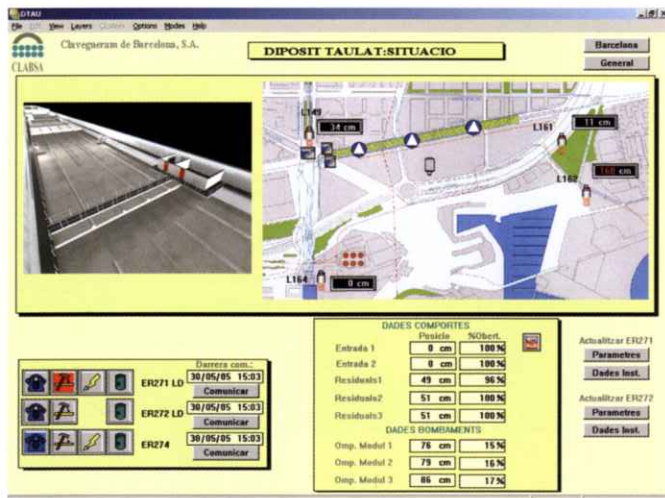 DTAU
File Edit View Layers Options Modes Help
Clavegueram de Barcelona, S.A.
CLABSA
DIPOSIT TAULAT:SITUACIO
Barcelona
General
34 cm
L161
11 cm
160 cm
L162
L164
0 cm
Darrera com.:
ER271 LD
30/05/05 15:03
Comunicar
ER272 LD
30/05/05 15:03
Comunicar
ER274
30/05/05 15:03
Comunicar
DADES COMPORTES
Posicio %Obert.
Entrada 1 0 cm 100 %
Entrada 2 0 cm 100 %
Residuals1 49 cm 96 %
Residuals2 51 cm 100 %
Residuals3 51 cm 100 %
DADES BOMBAMENTS
Omp. Modul 1 76 cm 15 %
Omp. Modul 2 79 cm 16 %
Omp. Modul 3 86 cm 17 %
Actualitzar ER271
Parametres
Dades Inst.
Actualitzar ER272
Parametres
Dades Inst.